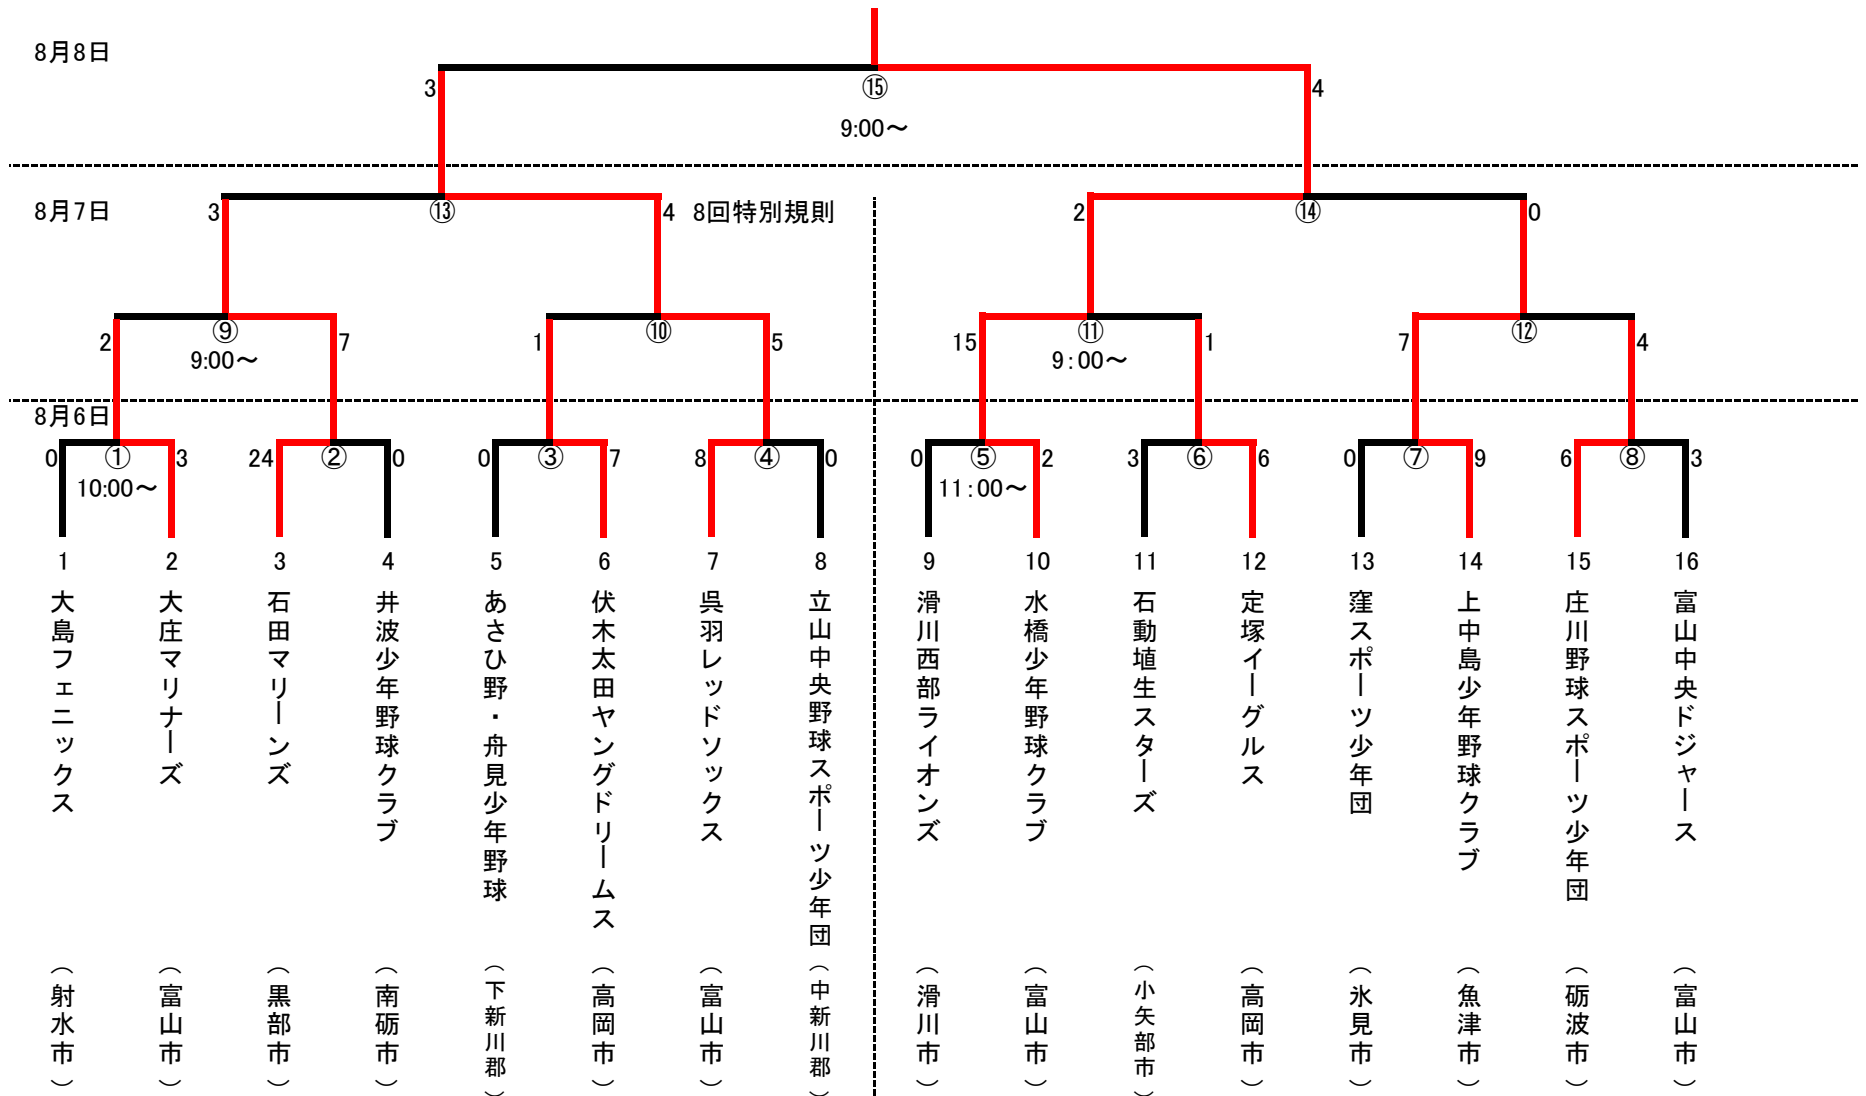 8月8日
3
⑮
4
9:00～
8月7日
3
⑬
4
8回特別規則
2
⑭
0
2
⑨
7
9:00～
1
⑩
5
15
⑪
1
9:00～
7
⑫
4
8月6日
0
①
3
10:00～
24
②
0
0
③
7
8
④
0
0
⑤
2
11:00～
3
⑥
6
0
⑦
9
6
⑧
3
1
大島フェニックス
（射水市）
2
大庄マリナーズ
（富山市）
3
石田マリーンズ
（黒部市）
4
井波少年野球クラブ
（南砺市）
5
あさひ野・舟見少年野球
（下新川郡）
6
伏木太田ヤングドリームス
（高岡市）
7
呉羽レッドソックス
（富山市）
8
立山中央野球スポーツ少年団
（中新川郡）
9
滑川西部ライオンズ
（滑川市）
10
水橋少年野球クラブ
（富山市）
11
石動埴生スターズ
（小矢部市）
12
定塚イーグルス
（高岡市）
13
窪スポーツ少年団
（氷見市）
14
上中島少年野球クラブ
（魚津市）
15
庄川野球スポーツ少年団
（砺波市）
16
富山中央ドジャース
（富山市）